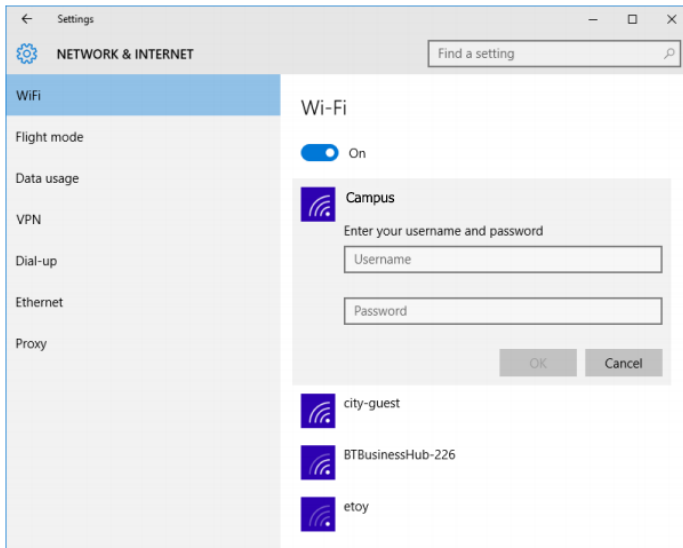 Settings
NETWORK & INTERNET
Find a setting
WiFi
Flight mode
Data usage
VPN
Dial-up
Ethernet
Proxy
Wi-Fi
On
Campus
Enter your username and password
Username
Password
OK Cancel
city-guest
BTBusinessHub-226
etoy